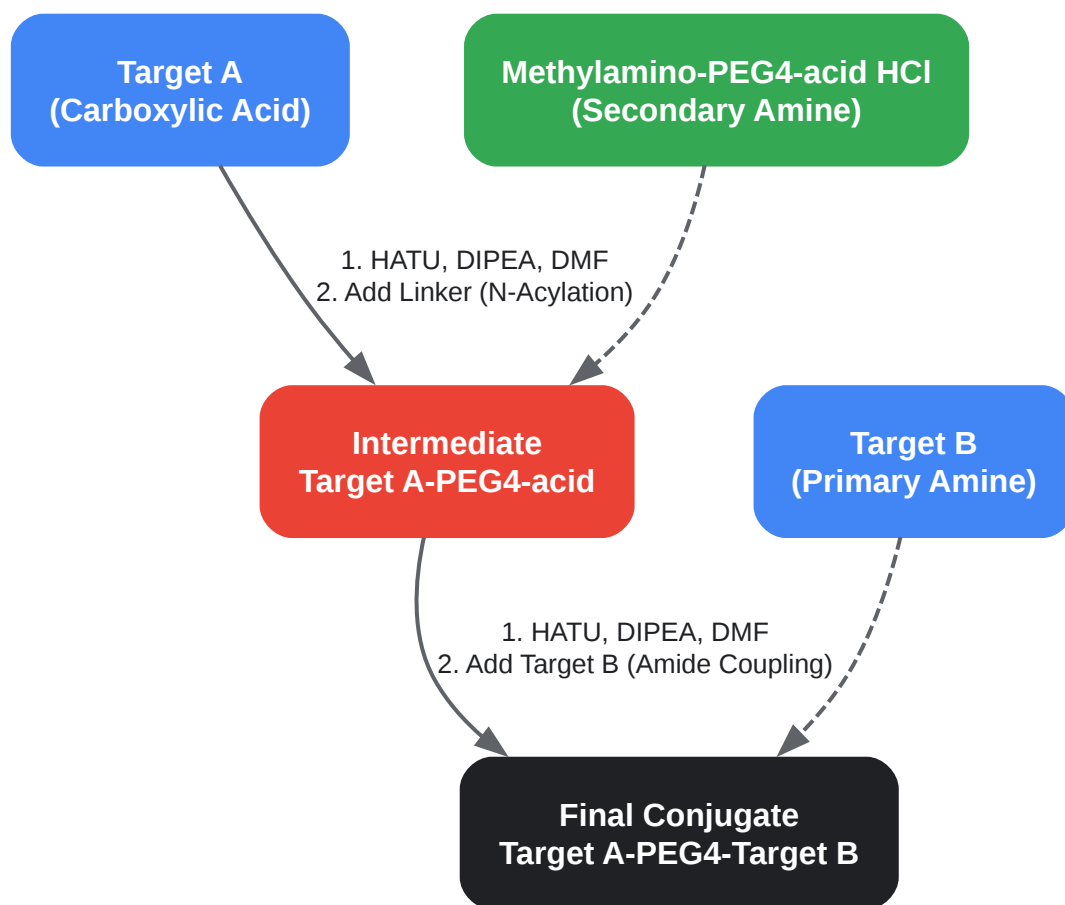 Target A
(Carboxylic Acid)
Methylamino-PEG4-acid HCl
(Secondary Amine)
1. HATU, DIPEA, DMF
2. Add Linker (N-Acylation)
Intermediate
Target A-PEG4-acid
Target B
(Primary Amine)
1. HATU, DIPEA, DMF
2. Add Target B (Amide Coupling)
Final Conjugate
Target A-PEG4-Target B